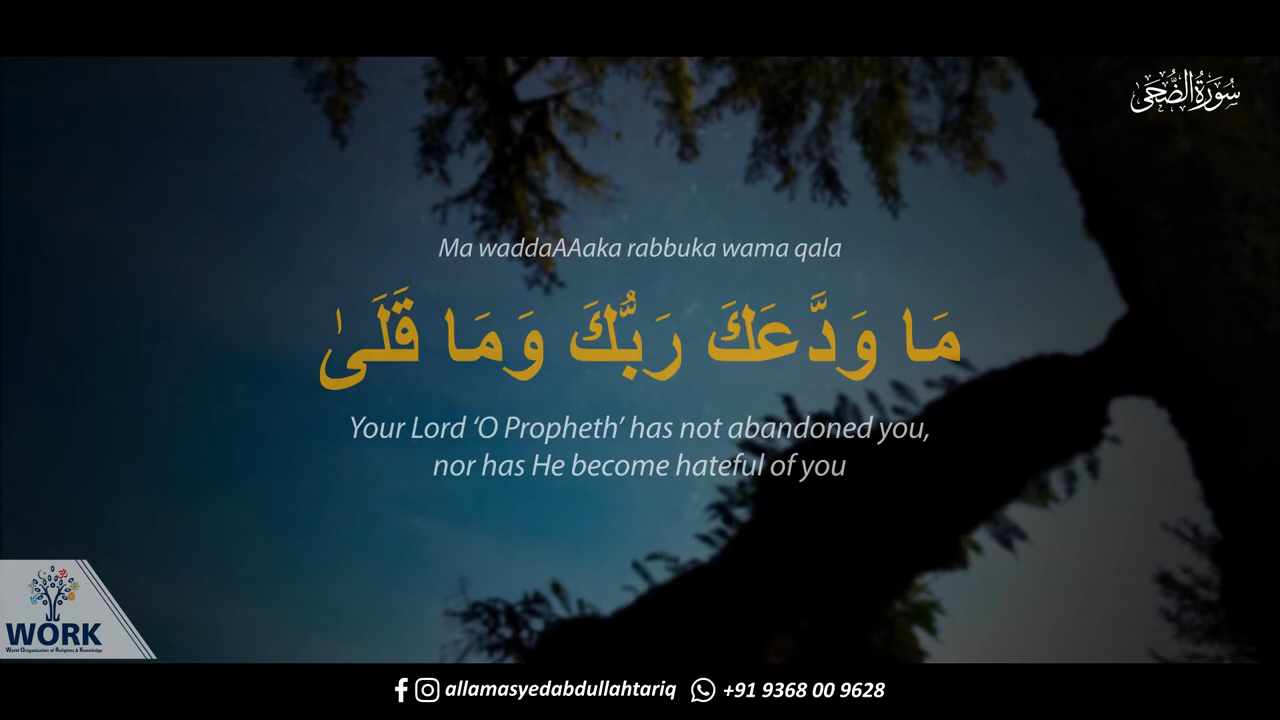 سُورَةُ الضُّحَى
Ma waddaAAaka rabbuka wama qala
مَا وَدَّعَكَ رَبُّكَ وَمَا قَلَىٰ
Your Lord ‘O Propheth’ has not abandoned you,
nor has He become hateful of you
WORK
World Organisation of Religions & Knowledge
allamasyedabdullahtariq +91 9368 00 9628